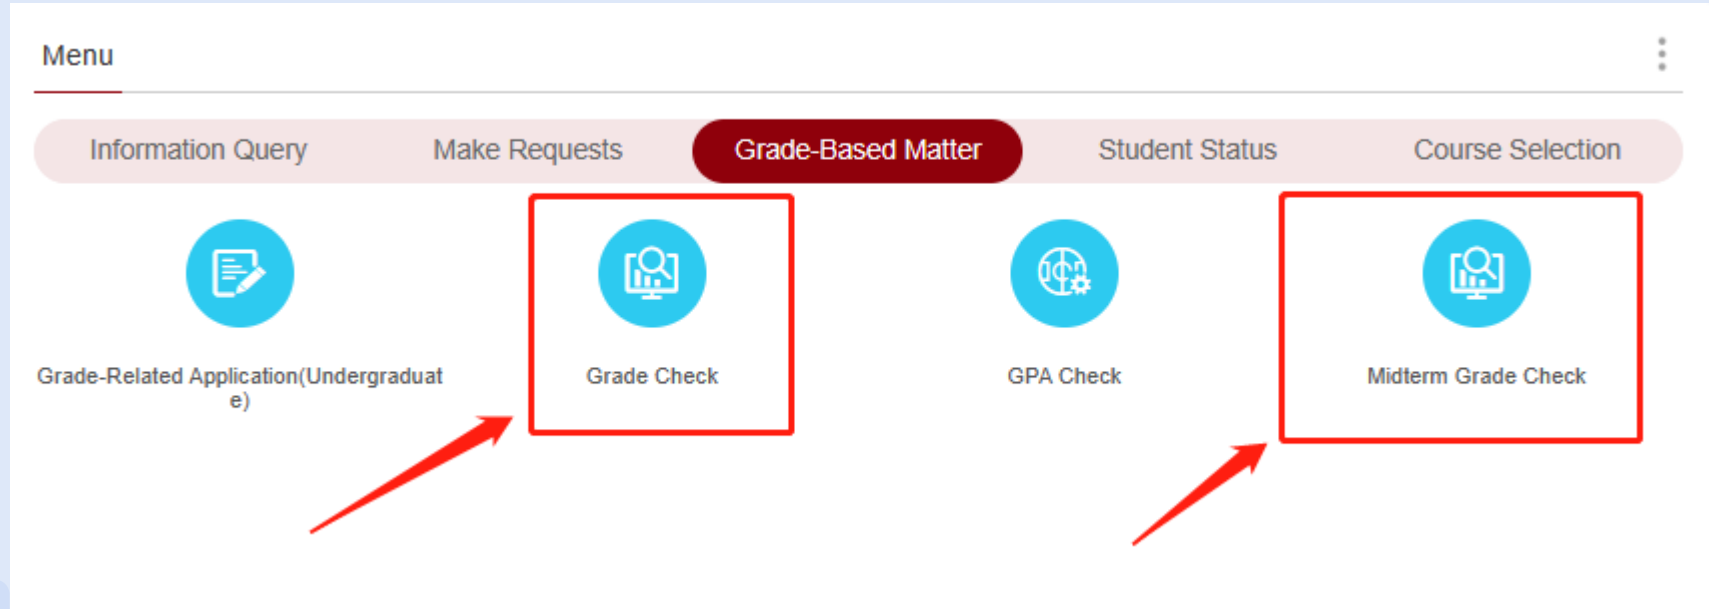 Menu
Information Query Make Requests Grade-Based Matter Student Status Course Selection
Grade-Related Application(Undergraduat
e)
Grade Check
GPA Check
Midterm Grade Check